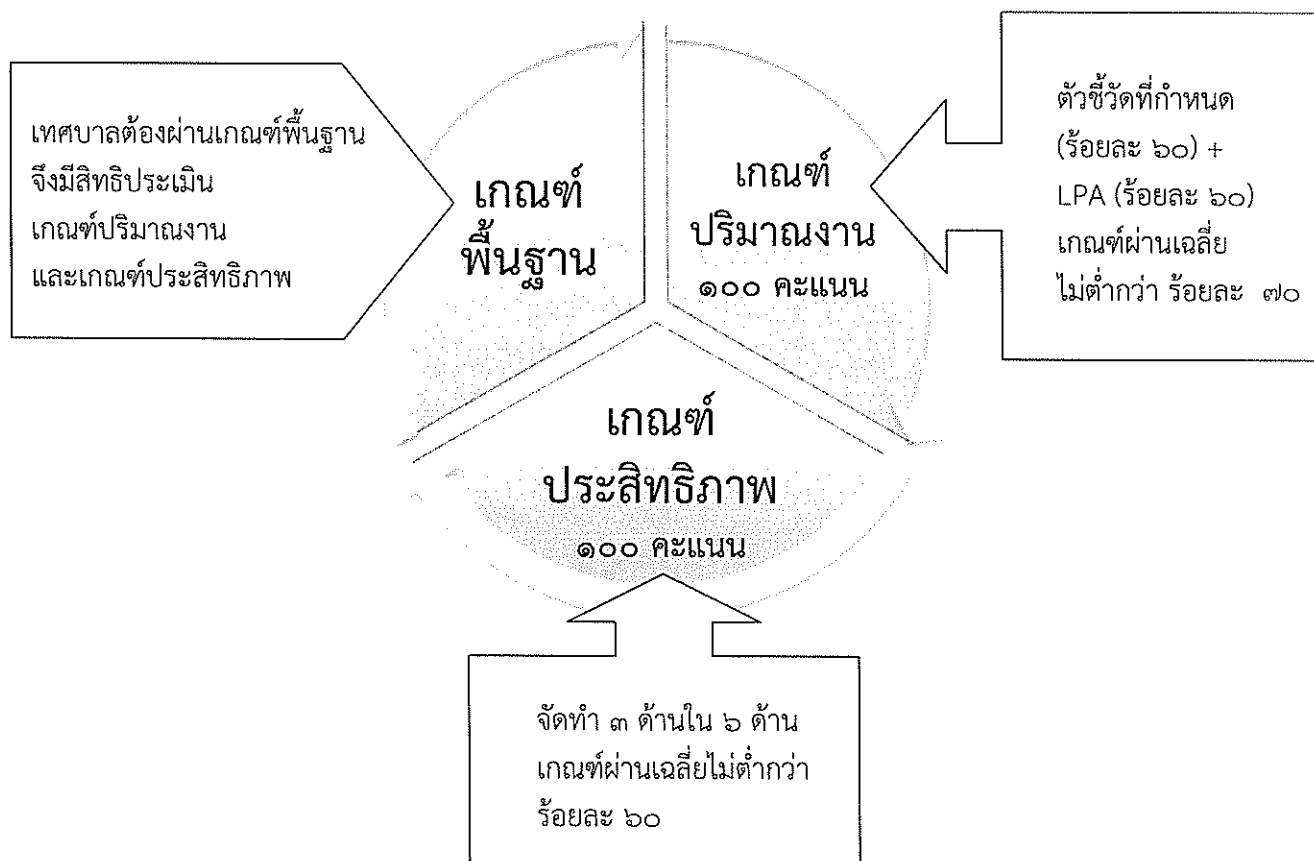 เทศบาลต้องผ่านเกณฑ์พื้นฐาน
จึงมีสิทธิประเมิน
เกณฑ์ปริมาณงาน
และเกณฑ์ประสิทธิภาพ
เกณฑ์
พื้นฐาน
เกณฑ์
ปริมาณงาน
๑๐๐ คะแนน
ตัวชี้วัดที่กำหนด
(ร้อยละ ๖๐) +
LPA (ร้อยละ ๖๐)
เกณฑ์ผ่านเฉลี่ย
ไม่ต่ำกว่า ร้อยละ ๗๐
เกณฑ์
ประสิทธิภาพ
๑๐๐ คะแนน
จัดทำ ๓ ด้านใน ๖ ด้าน
เกณฑ์ผ่านเฉลี่ยไม่ต่ำกว่า
ร้อยละ ๖๐